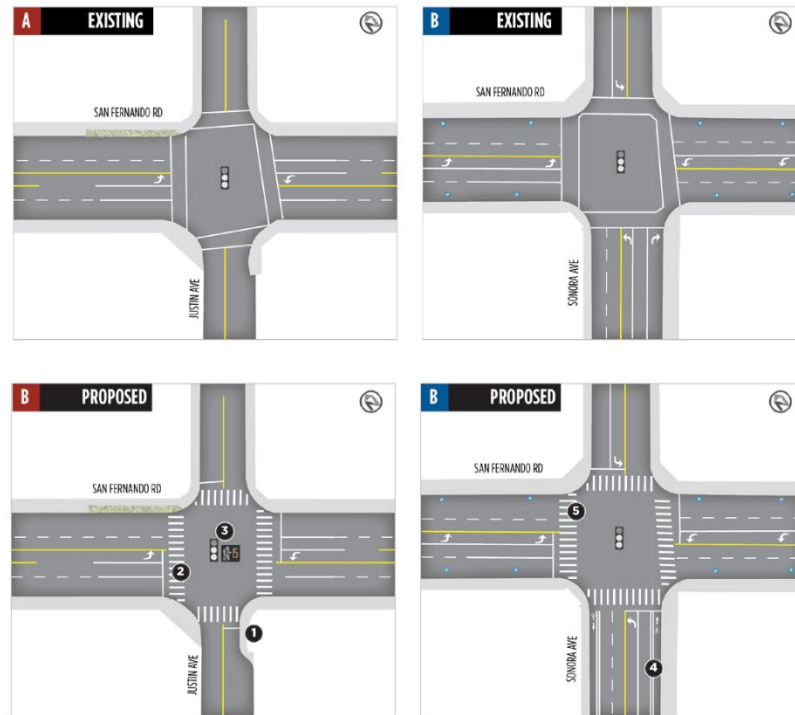 A EXISTING
SAN FERNANDO RD
JUSTIN AVE
B EXISTING
SAN FERNANDO RD
SONORA AVE
B PROPOSED
SAN FERNANDO RD
3
15
2
1
JUSTIN AVE
B PROPOSED
SAN FERNANDO RD
5
4
SONORA AVE